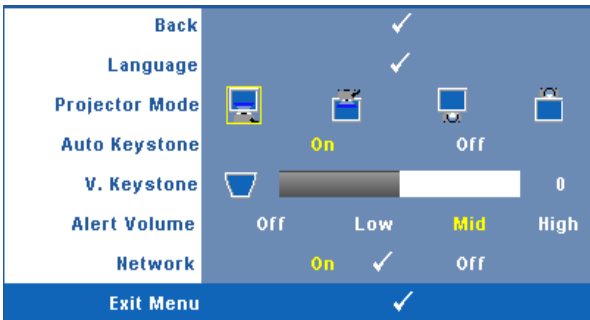 Back
Language
Projector Mode
Auto Keystone On Off
V. Keystone 0
Alert Volume Off Low Mid High
Network On Off
Exit Menu